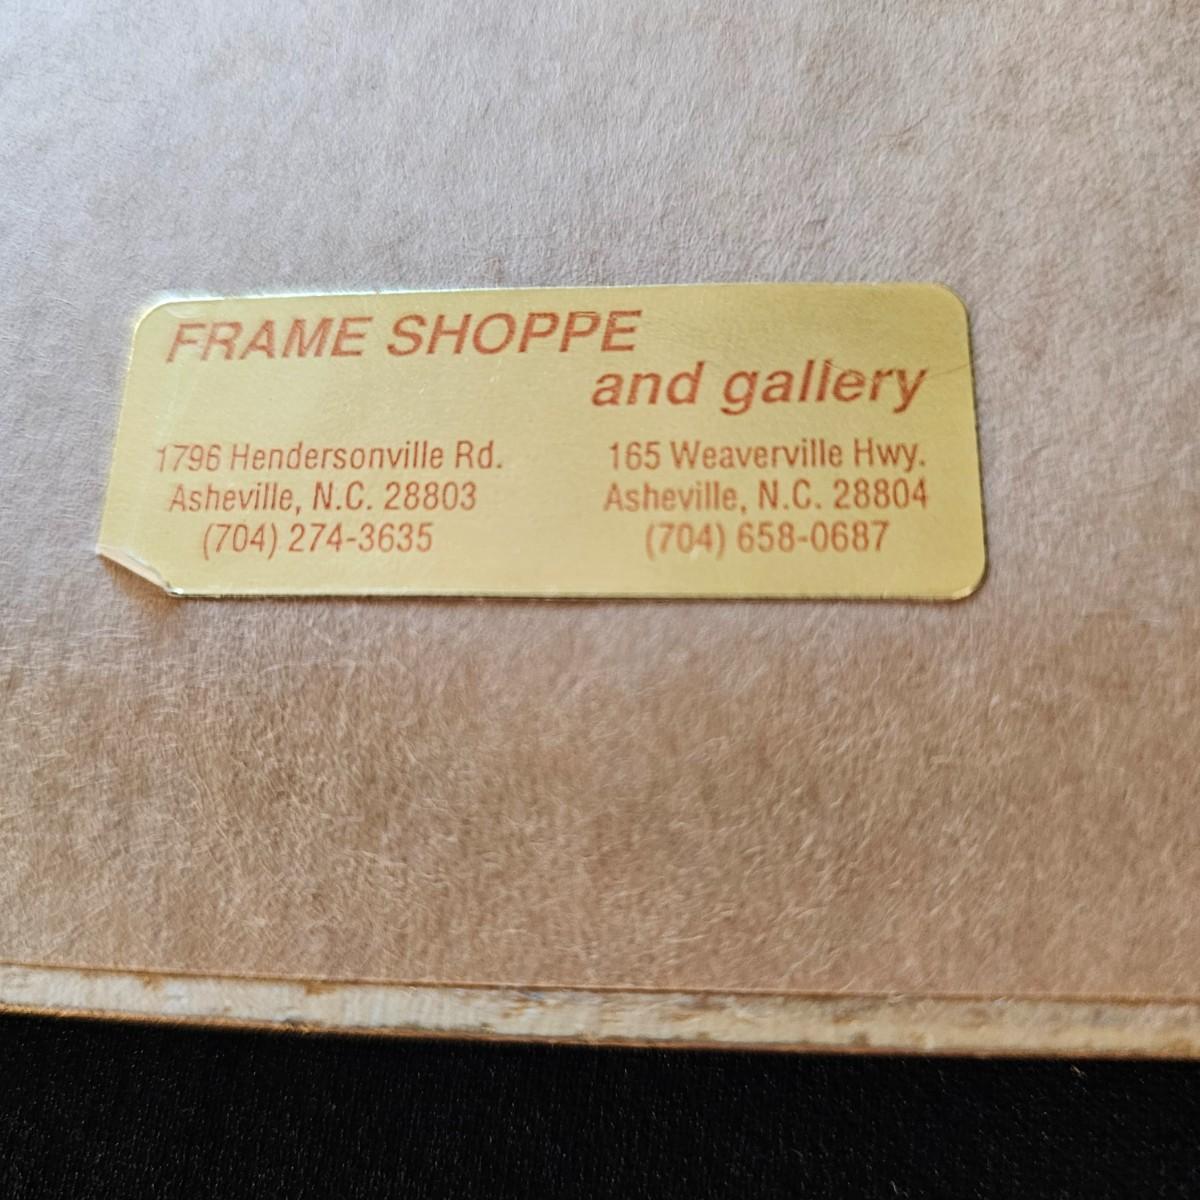 FRAME SHOPPE
and gallery
1796 Hendersonville Rd.
Asheville, N.C. 28803
(704) 274-3635
165 Weaverville Hwy.
Asheville, N.C. 28804
(704) 658-0687